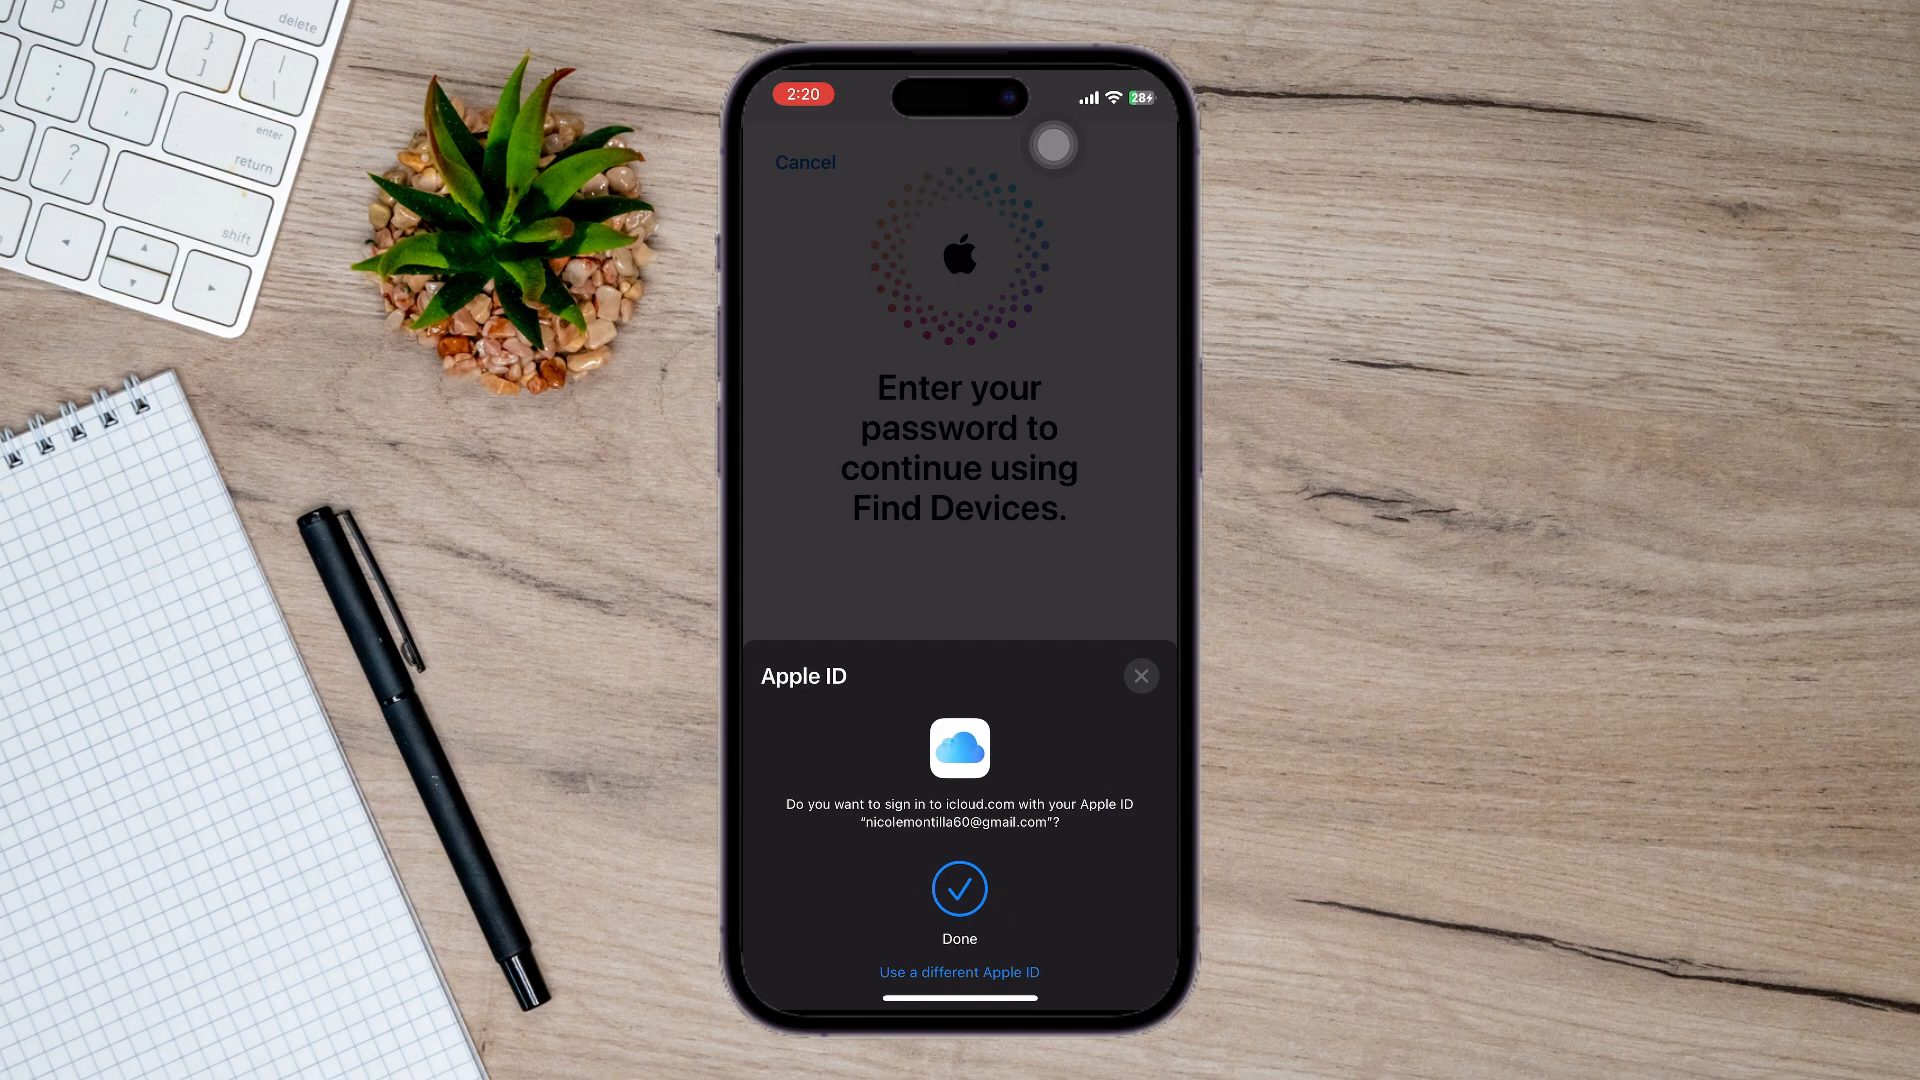 P
{
[
}
]
|
\
delete
:
;
"
'
enter
return
?
/
shift
2:20
28
Cancel
Enter your
password to
continue using
Find Devices.
Apple ID
Do you want to sign in to icloud.com with your Apple ID
“nicolemontilla60@gmail.com”?
Done
Use a different Apple ID